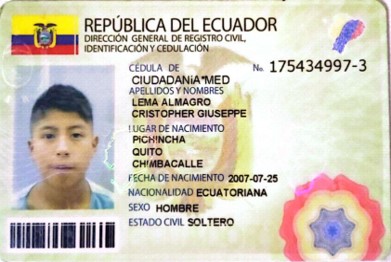 REPÚBLICA DEL ECUADOR
DIRECCIÓN GENERAL DE REGISTRO CIVIL,
IDENTIFICACIÓN Y CEDULACIÓN
CÉDULA DE No. 175434997-3
CIUDADANíA*MED
APELLIDOS Y NOMBRES
LEMA ALMAGRO
CRISTOPHER GIUSEPPE
LUGAR DE NACIMIENTO
PICHINCHA
QUITO
CHIMBACALLE
FECHA DE NACIMIENTO 2007-07-25
NACIONALIDAD ECUATORIANA
SEXO HOMBRE
ESTADO CIVIL SOLTERO